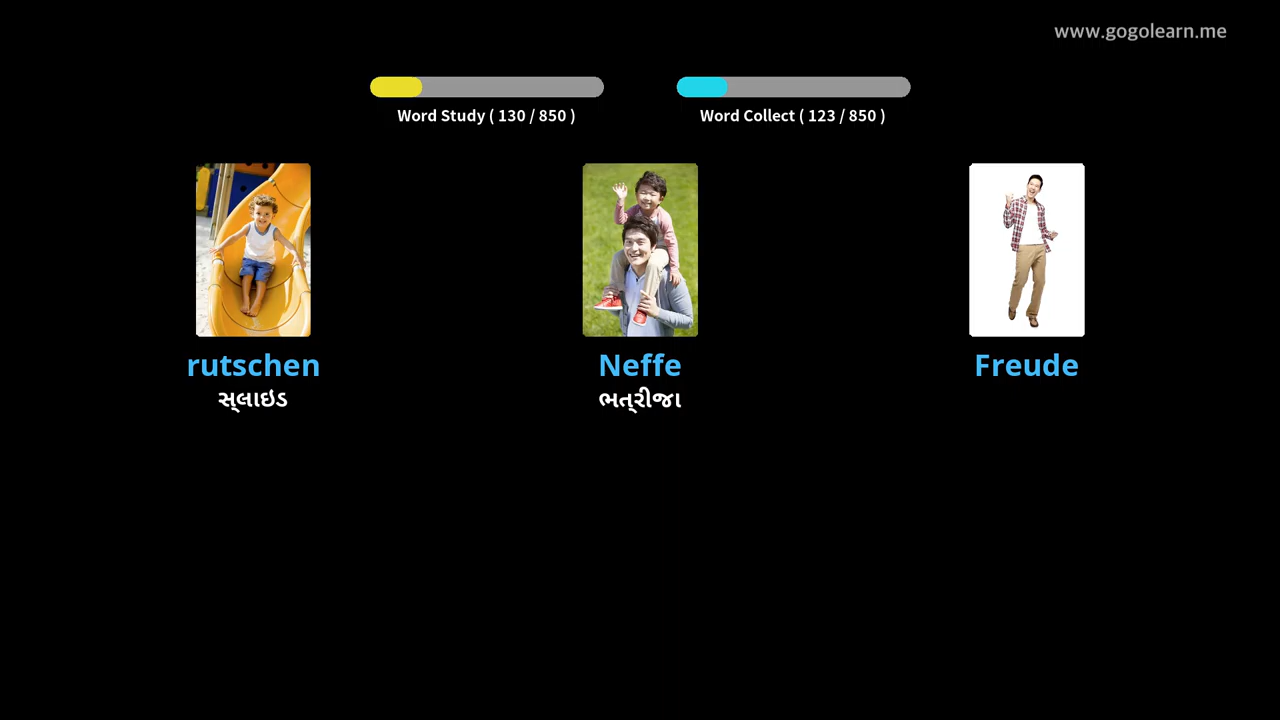 www.gogolearn.me
Word Study ( 130 / 850 )
Word Collect ( 123 / 850 )
rutschen
સ્લાઇડ
Neffe
ભત્રીજા
Freude